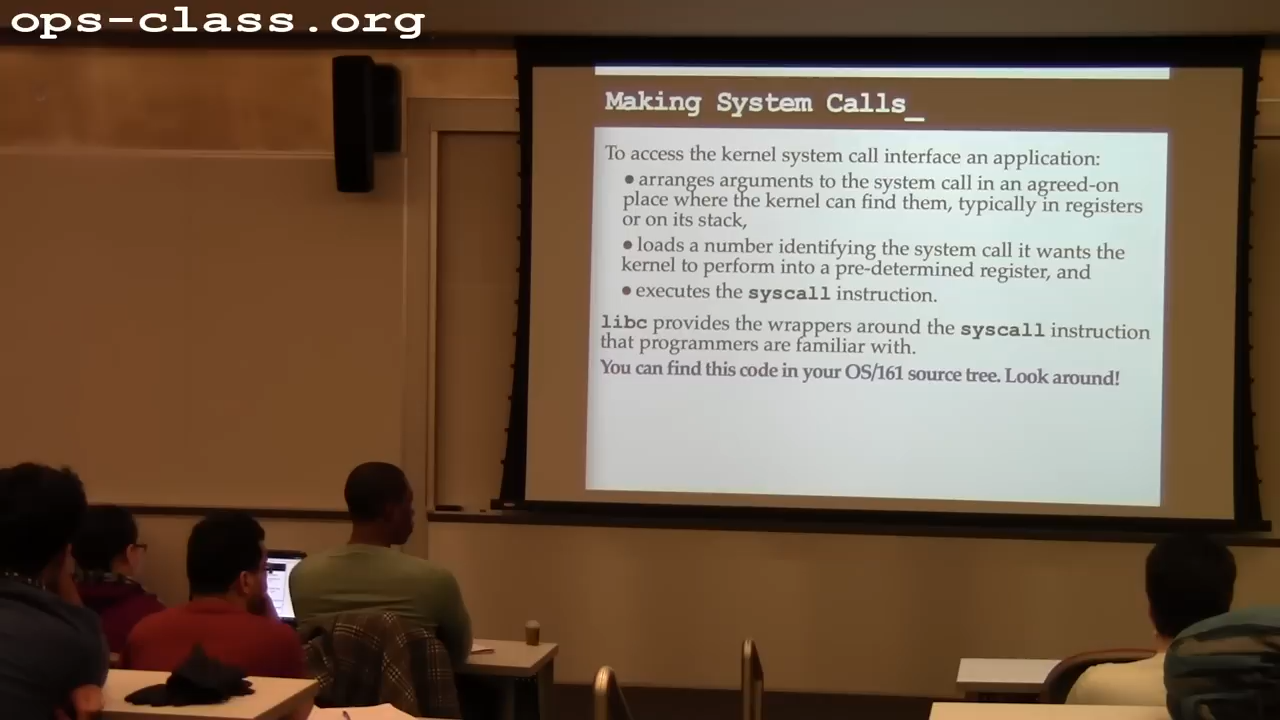 ops-class.org
Making System Calls_
To access the kernel system call interface an application:
• arranges arguments to the system call in an agreed-on
place where the kernel can find them, typically in registers
or on its stack,
• loads a number identifying the system call it wants the
kernel to perform into a pre-determined register, and
• executes the syscall instruction.
libc provides the wrappers around the syscall instruction
that programmers are familiar with.
You can find this code in your OS/161 source tree. Look around!